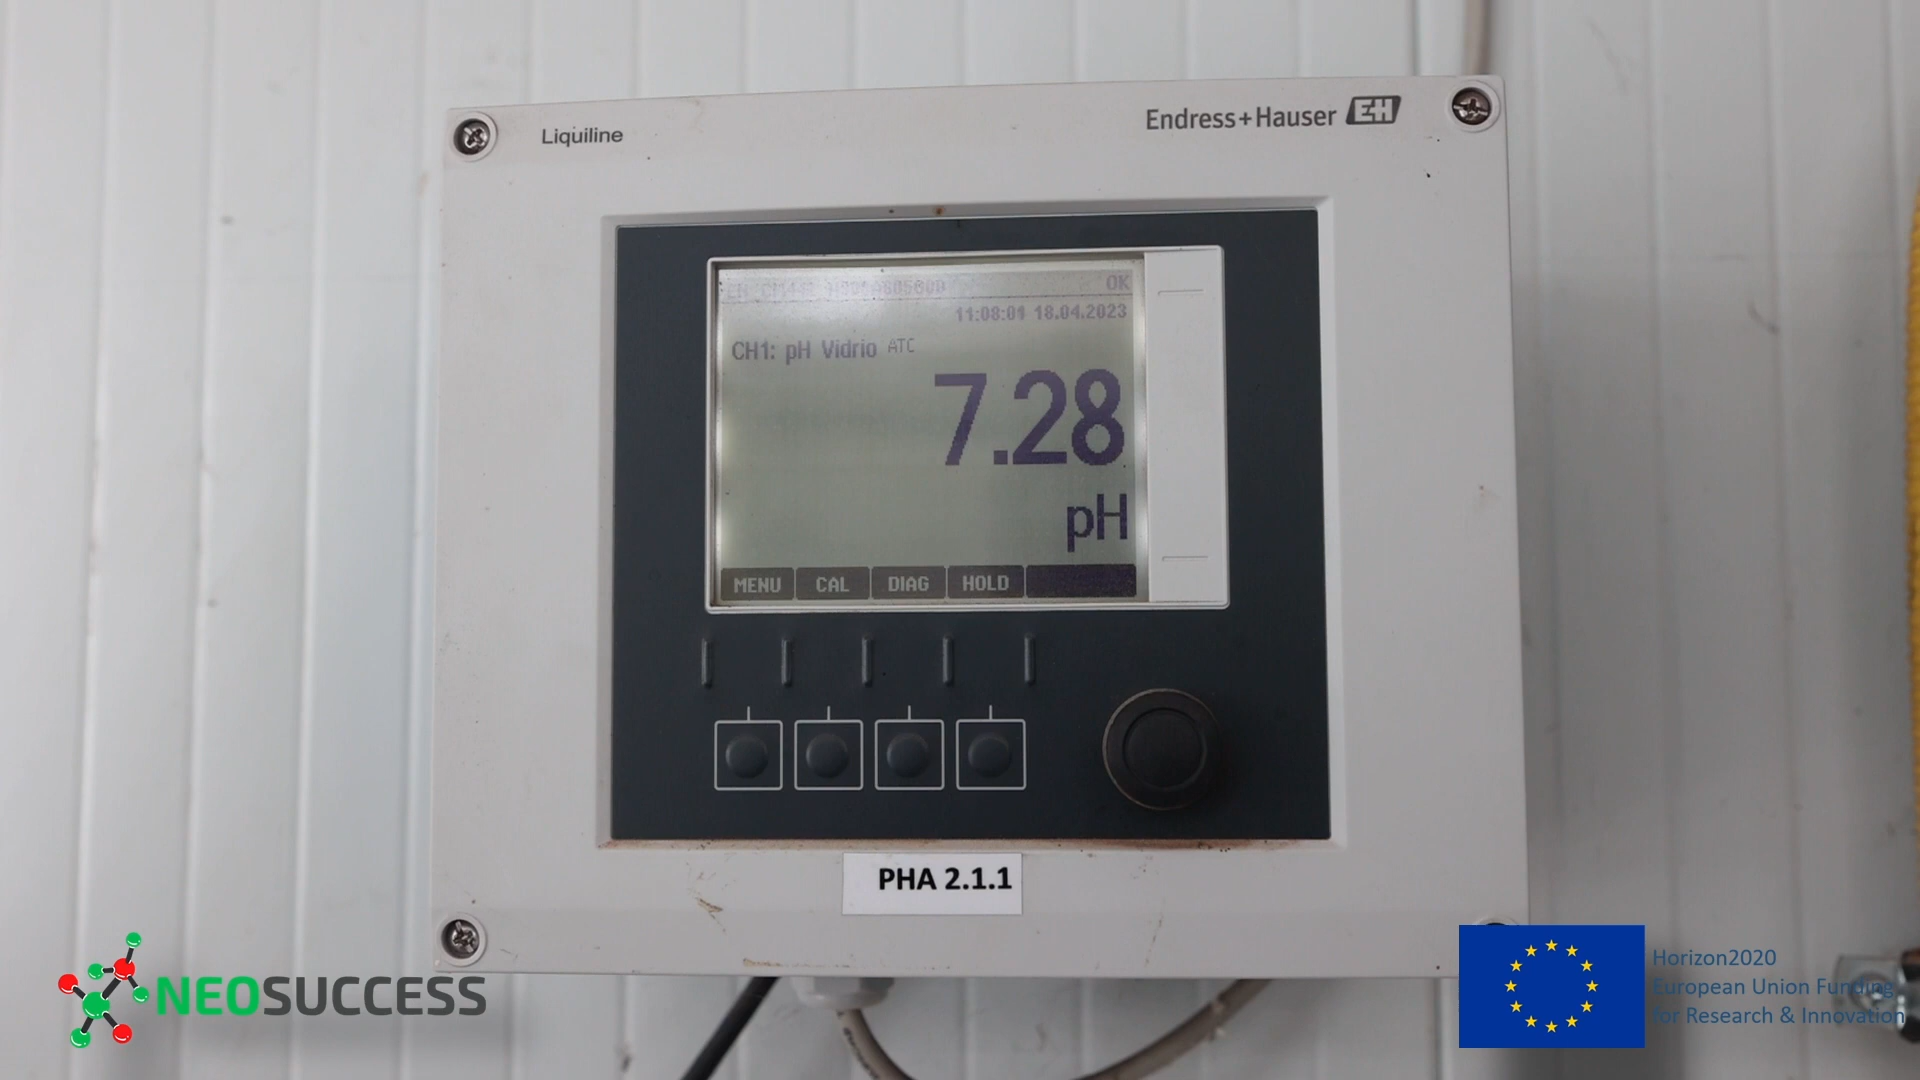 Liquiline
Endress+Hauser EH
OK
11:08:01 18.04.2023
CH1: pH Vidrio ATC
7.28
pH
MENU CAL DIAG HOLD
PHA 2.1.1
NEOSUCCESS
Horizon2020
European Union Funding
for Research & Innovation